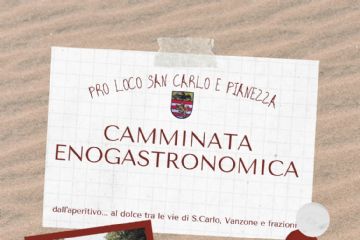 PRO LOCO SAN CARLO E PIANEZZA
CAMMINATA
ENOGASTRONOMICA
dall'aperitivo... al dolce tra le vie di S.Carlo, Vanzone e frazioni